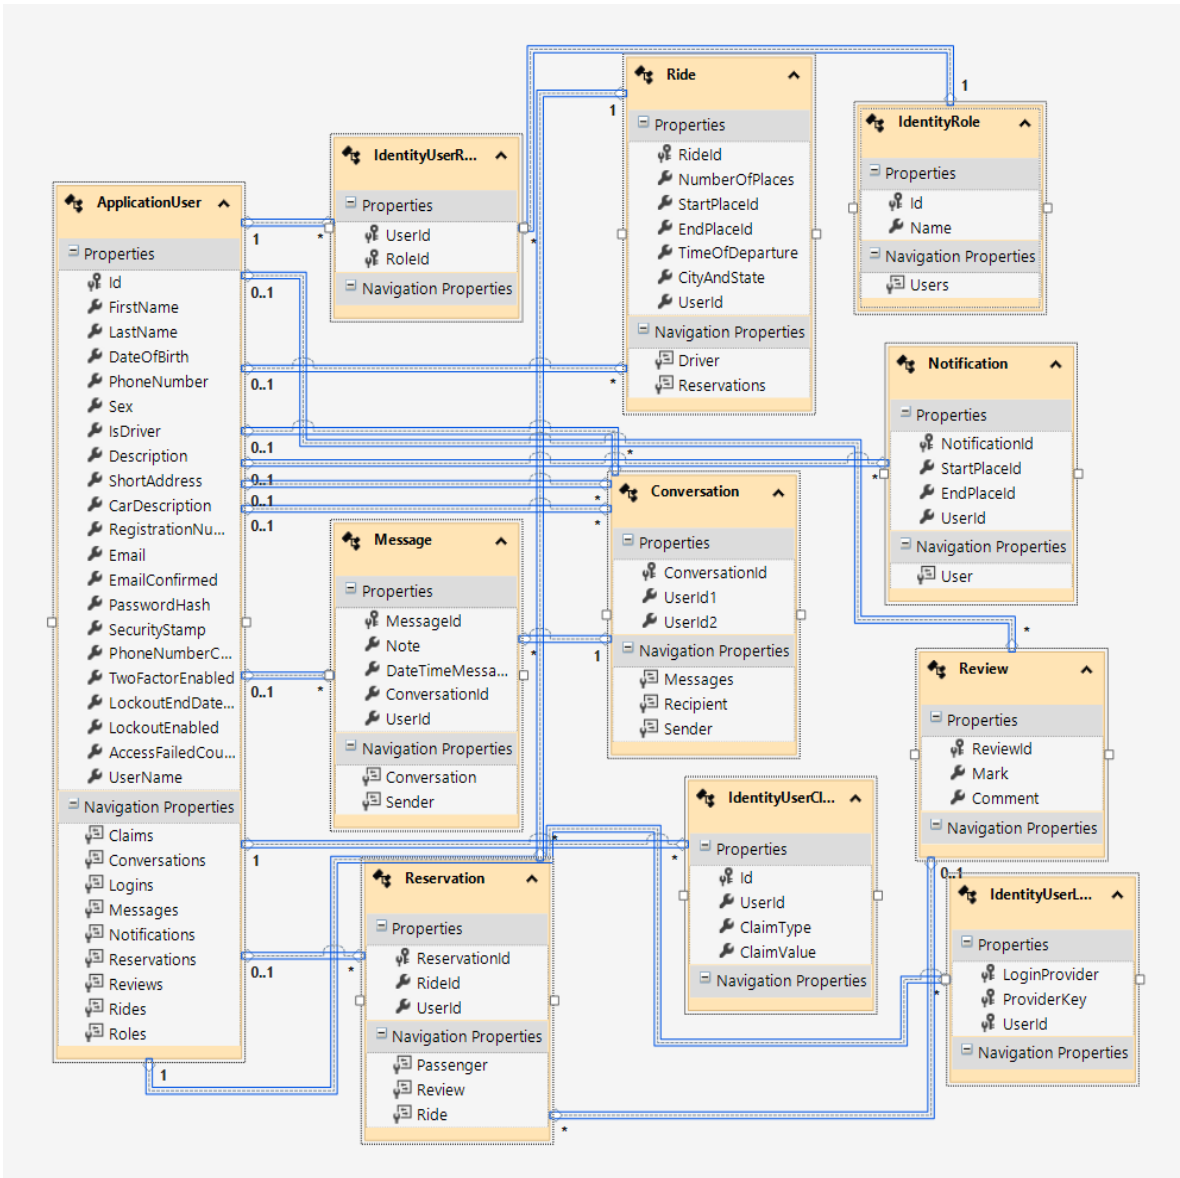 ApplicationUser
Properties
Id
FirstName
LastName
DateOfBirth
PhoneNumber
Sex
IsDriver
Description
ShortAddress
CarDescription
RegistrationNu...
Email
EmailConfirmed
PasswordHash
SecurityStamp
PhoneNumberC...
TwoFactorEnabled
LockoutEndDate...
LockoutEnabled
AccessFailedCou...
UserName
Navigation Properties
Claims
Conversations
Logins
Messages
Notifications
Reservations
Reviews
Rides
Roles
1
*
0..1
0..1
*
0..1
*
0..1
*
0..1
*
0..1
*
0..1
*
1
*
0..1
*
1
IdentityUserR...
Properties
UserId
RoleId
Navigation Properties
*
1
Ride
Properties
RideId
NumberOfPlaces
StartPlaceId
EndPlaceId
TimeOfDeparture
CityAndState
UserId
Navigation Properties
Driver
Reservations
1
IdentityRole
Properties
Id
Name
Navigation Properties
Users
Notification
Properties
NotificationId
StartPlaceId
EndPlaceId
UserId
Navigation Properties
User
Conversation
Properties
ConversationId
UserId1
UserId2
Navigation Properties
Messages
Recipient
Sender
Message
Properties
MessageId
Note
DateTimeMessa...
ConversationId
UserId
Navigation Properties
Conversation
Sender
*
1
Review
Properties
ReviewId
Mark
Comment
Navigation Properties
*
0..1
IdentityUserCl...
Properties
Id
UserId
ClaimType
ClaimValue
Navigation Properties
Reservation
Properties
ReservationId
RideId
UserId
Navigation Properties
Passenger
Review
Ride
*
IdentityUserL...
Properties
LoginProvider
ProviderKey
UserId
Navigation Properties